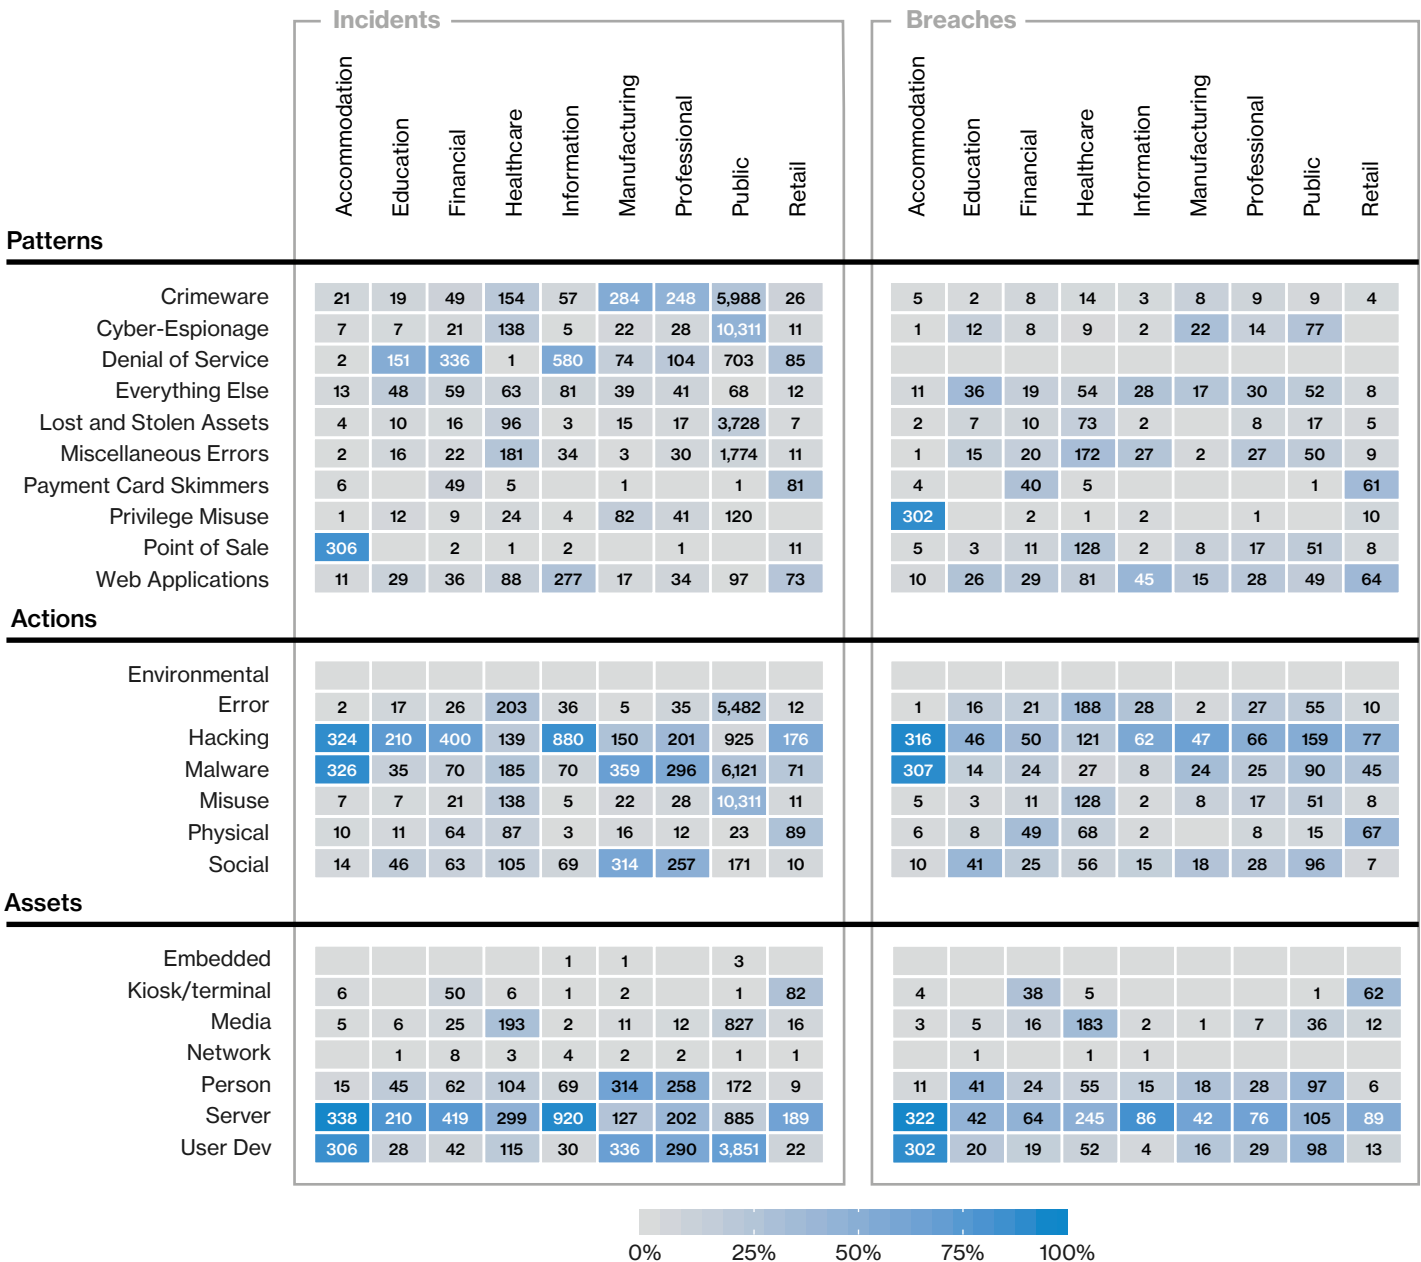 Incidents Breaches
Accommodation Education Financial Healthcare Information Manufacturing Professional Public Retail Accommodation Education Financial Healthcare Information Manufacturing Professional Public Retail
Patterns
Crimeware 21 19 49 154 57 284 248 5,988 26 5 2 8 14 3 8 9 9 4
Cyber-Espionage 7 7 21 138 5 22 28 10,311 11 1 12 8 9 2 22 14 77
Denial of Service 2 151 336 1 580 74 104 703 85
Everything Else 13 48 59 63 81 39 41 68 12 11 36 19 54 28 17 30 52 8
Lost and Stolen Assets 4 10 16 96 3 15 17 3,728 7 2 7 10 73 2 8 17 5
Miscellaneous Errors 2 16 22 181 34 3 30 1,774 11 1 15 20 172 27 2 27 50 9
Payment Card Skimmers 6 49 5 1 1 81 4 40 5 1 61
Privilege Misuse 1 12 9 24 4 82 41 120 302 2 1 2 1 10
Point of Sale 306 2 1 2 1 11 5 3 11 128 2 8 17 51 8
Web Applications 11 29 36 88 277 17 34 97 73 10 26 29 81 45 15 28 49 64
Actions
Environmental
Error 2 17 26 203 36 5 35 5,482 12 1 16 21 188 28 2 27 55 10
Hacking 324 210 400 139 880 150 201 925 176 316 46 50 121 62 47 66 159 77
Malware 326 35 70 185 70 359 296 6,121 71 307 14 24 27 8 24 25 90 45
Misuse 7 7 21 138 5 22 28 10,311 11 5 3 11 128 2 8 17 51 8
Physical 10 11 64 87 3 16 12 23 89 6 8 49 68 2 8 15 67
Social 14 46 63 105 69 314 257 171 10 10 41 25 56 15 18 28 96 7
Assets
Embedded 1 1 3
Kiosk/terminal 6 50 6 1 2 1 82 4 38 5 1 62
Media 5 6 25 193 2 11 12 827 16 3 5 16 183 2 1 7 36 12
Network 1 8 3 4 2 2 1 1 1 1 1
Person 15 45 62 104 69 314 258 172 9 11 41 24 55 15 18 28 97 6
Server 338 210 419 299 920 127 202 885 189 322 42 64 245 86 42 76 105 89
User Dev 306 28 42 115 30 336 290 3,851 22 302 20 19 52 4 16 29 98 13
0% 25% 50% 75% 100%